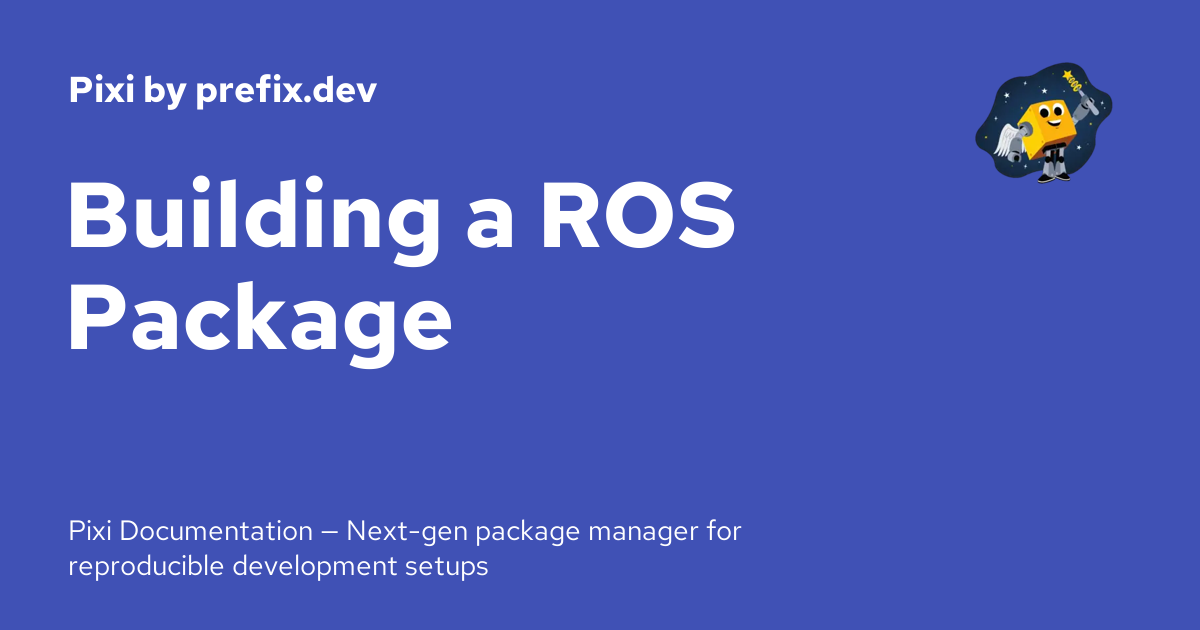 Pixi by prefix.dev
Building a ROS
Package
Pixi Documentation — Next-gen package manager for
reproducible development setups